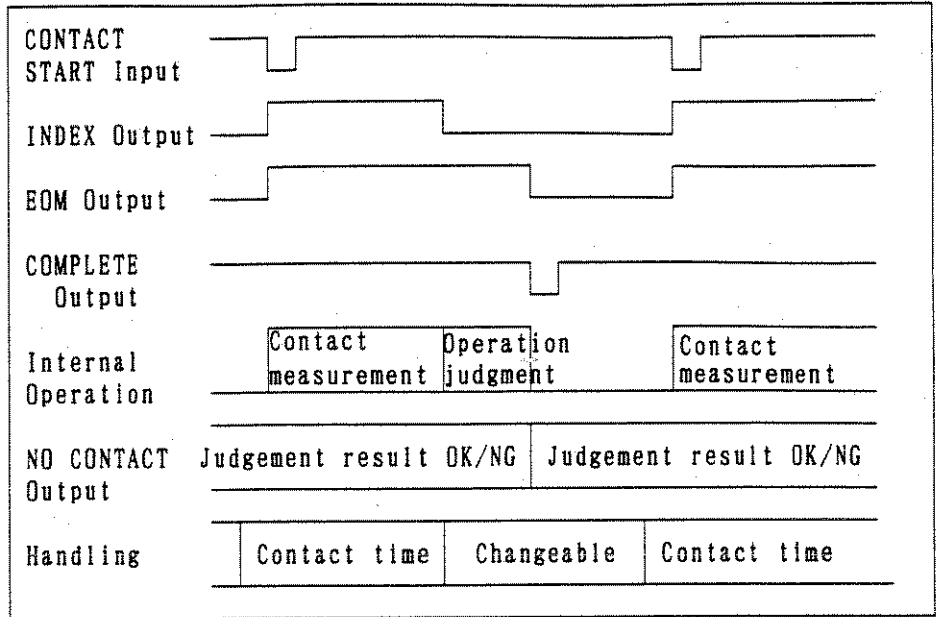 CONTACT
START Input
INDEX Output
EOM Output
COMPLETE
Output
Internal
Operation
Contact
measurement
Operation
judgment
Contact
measurement
NO CONTACT
Output
Judgement result OK/NG
Judgement result OK/NG
Handling
Contact time
Changeable
Contact time